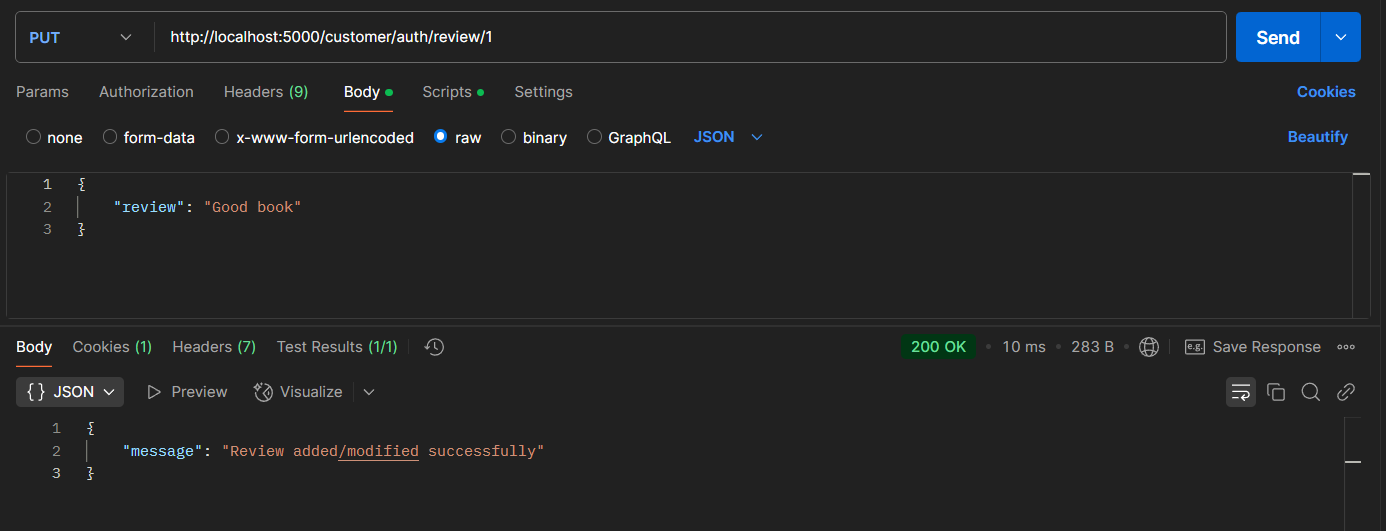 PUT http://localhost:5000/customer/auth/review/1 Send
Params Authorization Headers (9) Body Scripts Settings Cookies
none form-data x-www-form-urlencoded raw binary GraphQL JSON Beautify
1 {
2 "review": "Good book"
3 }
Body Cookies (1) Headers (7) Test Results (1/1) 200 OK 10 ms 283 B e.g. Save Response
{} JSON Preview Visualize
1 {
2 "message": "Review added/modified successfully"
3 }